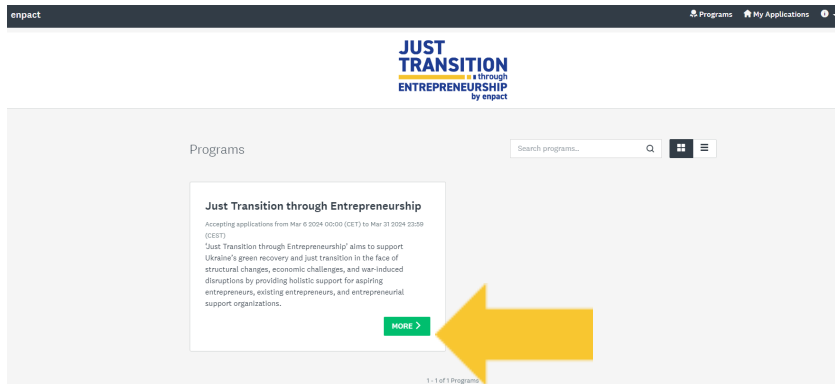 enpact
Programs My Applications
JUST
TRANSITION
through
ENTREPRENEURSHIP
by enpact
Programs
Search programs...
Just Transition through Entrepreneurship
Accepting applications from Mar 6 2024 00:00 (CET) to Mar 31 2024 23:59
(CEST)
'Just Transition through Entrepreneurship' aims to support
Ukraine's green recovery and just transition in the face of
structural changes, economic challenges, and war-induced
disruptions by providing holistic support for aspiring
entrepreneurs, existing entrepreneurs, and entrepreneurial
support organizations.
MORE >
1 - 1 of 1 Programs